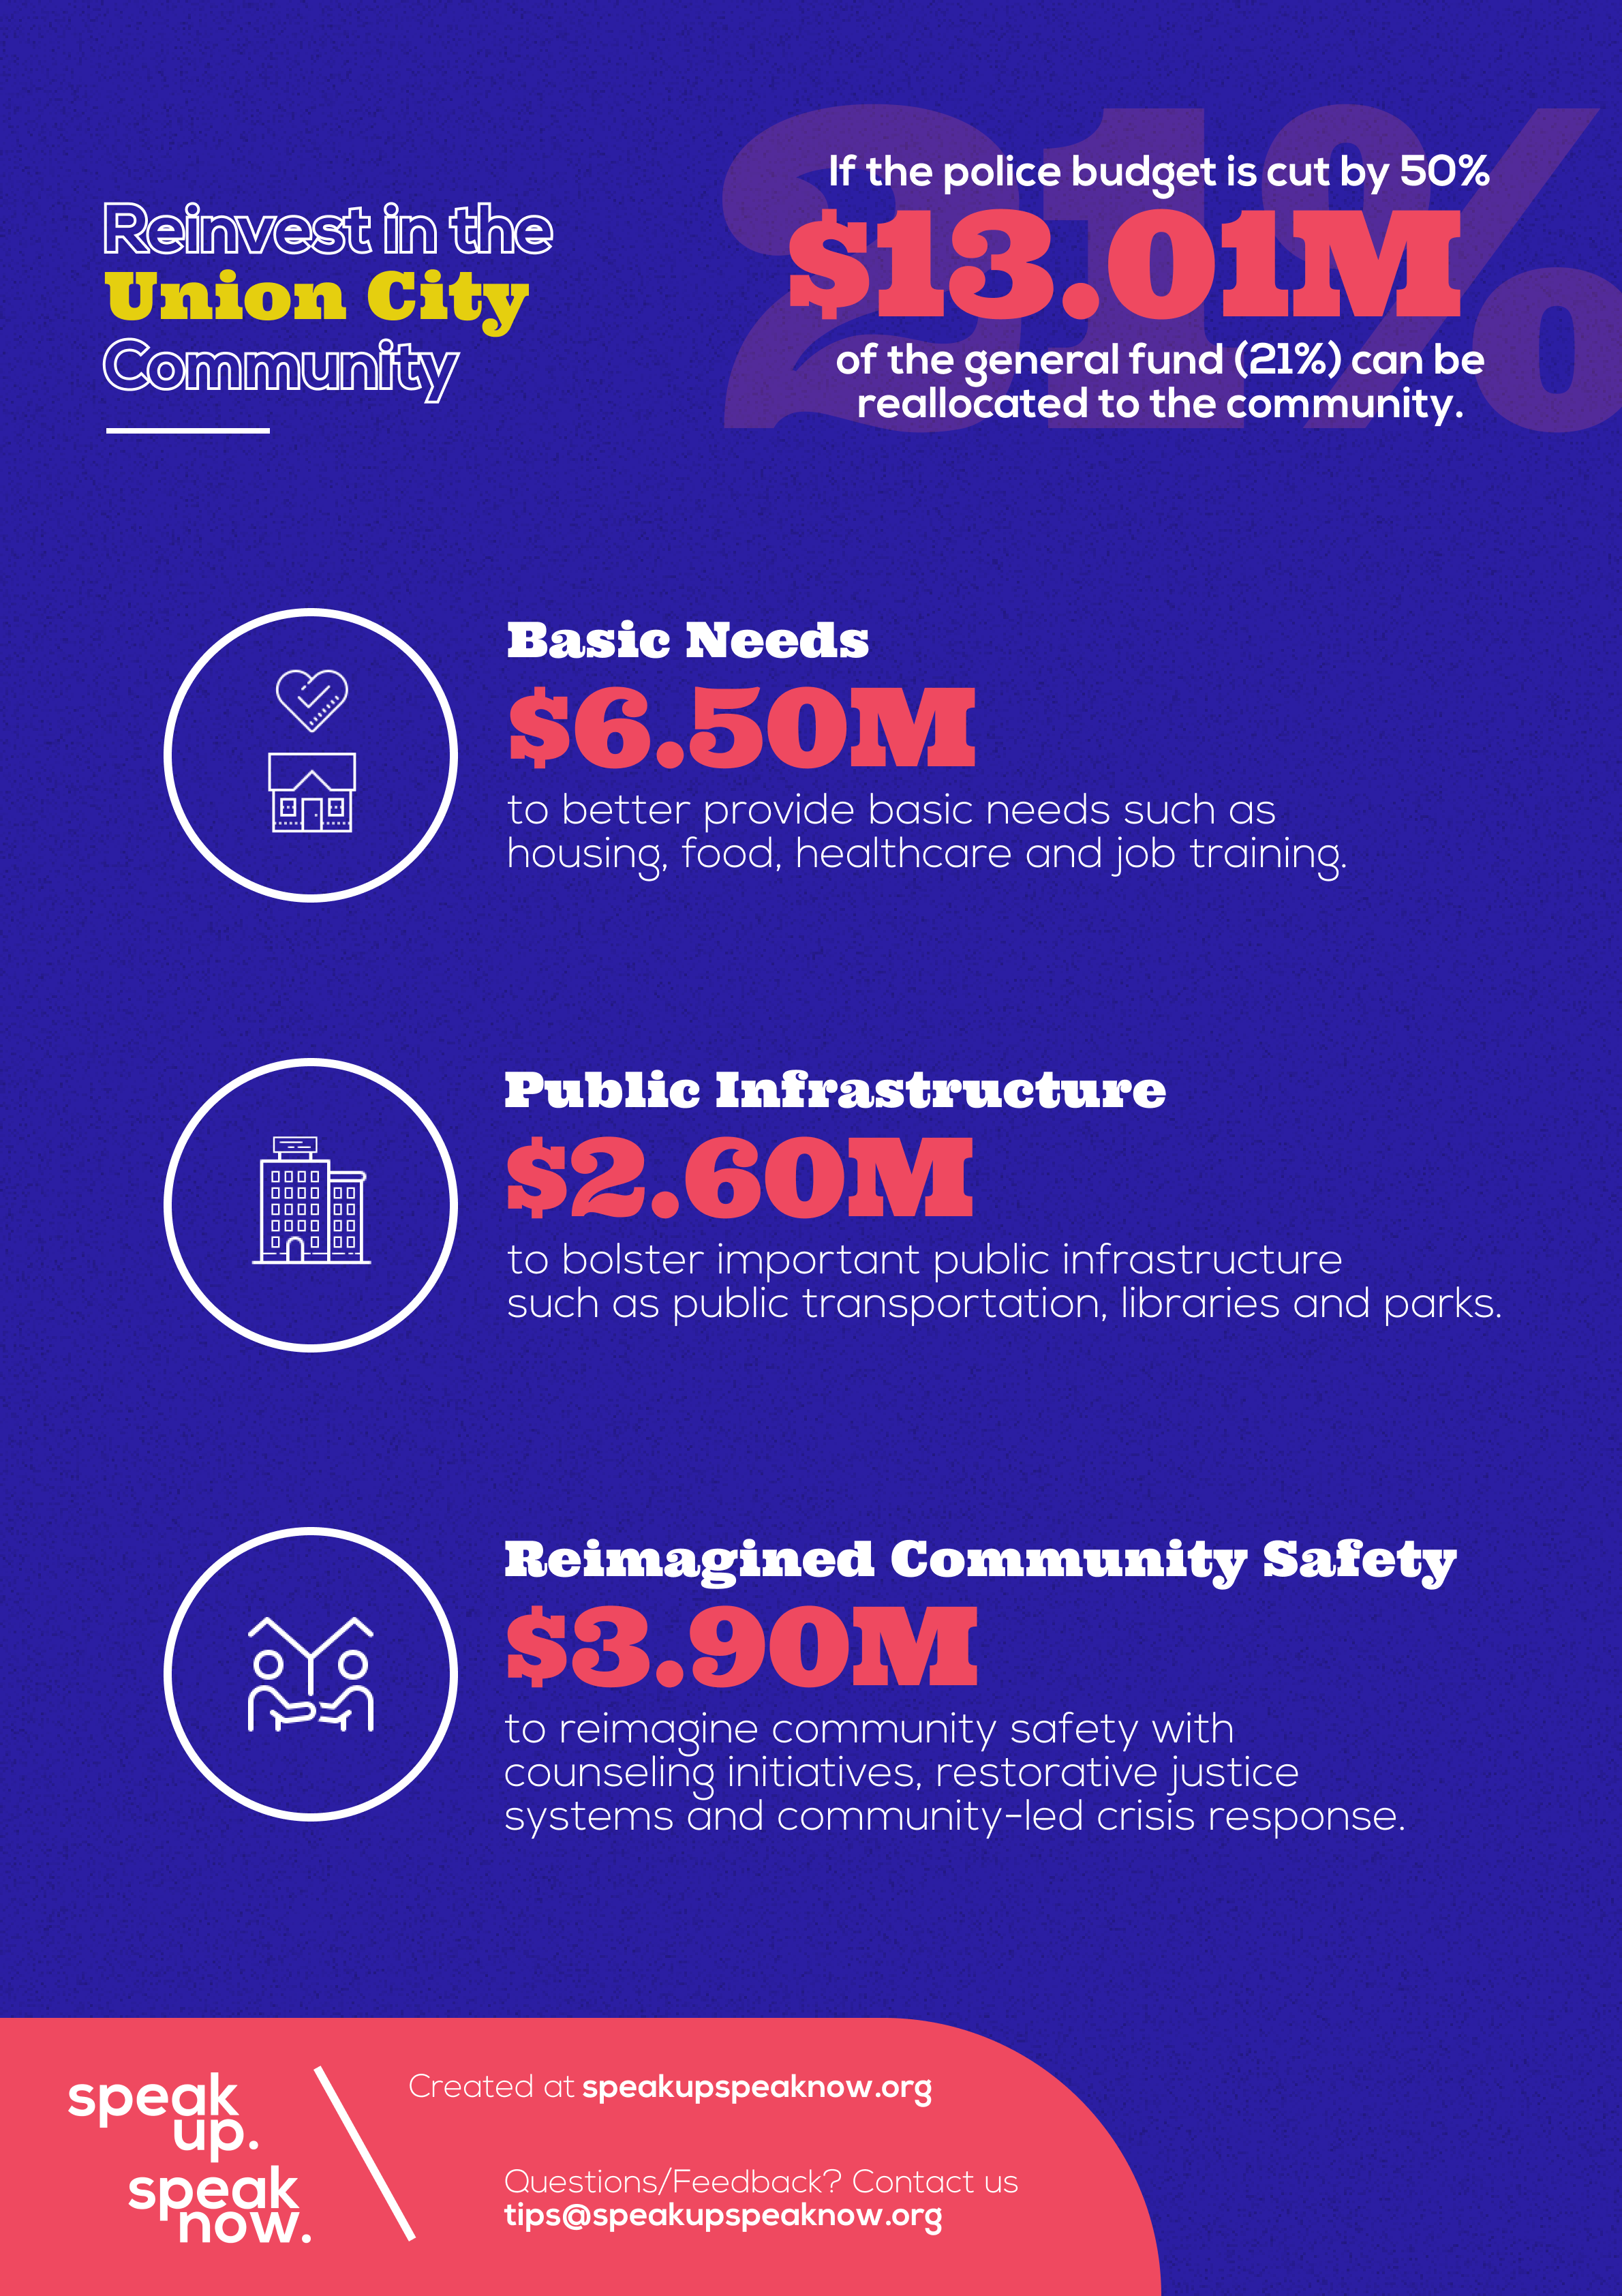 21%
Reinvest in the
Union City
Community
If the police budget is cut by 50%
$13.01M
of the general fund (21%) can be
reallocated to the community.
Basic Needs
$6.50M
to better provide basic needs such as
housing, food, healthcare and job training.
Public Infrastructure
$2.60M
to bolster important public infrastructure
such as public transportation, libraries and parks.
Reimagined Community Safety
$3.90M
to reimagine community safety with
counseling initiatives, restorative justice
systems and community-led crisis response.
speak
up.
speak
now.
Created at speakupspeaknow.org
Questions/Feedback? Contact us
tips@speakupspeaknow.org